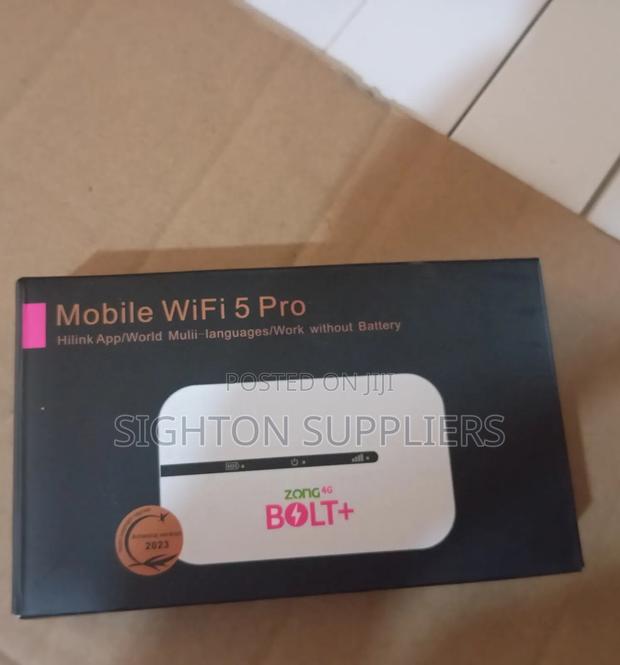 Mobile WiFi 5 Pro
Hilink App/World Mulii-languages/Work without Battery
POSTED ON JIJI
SIGHTON SUPPLIERS
ZONG 4G
BOLT+
2023